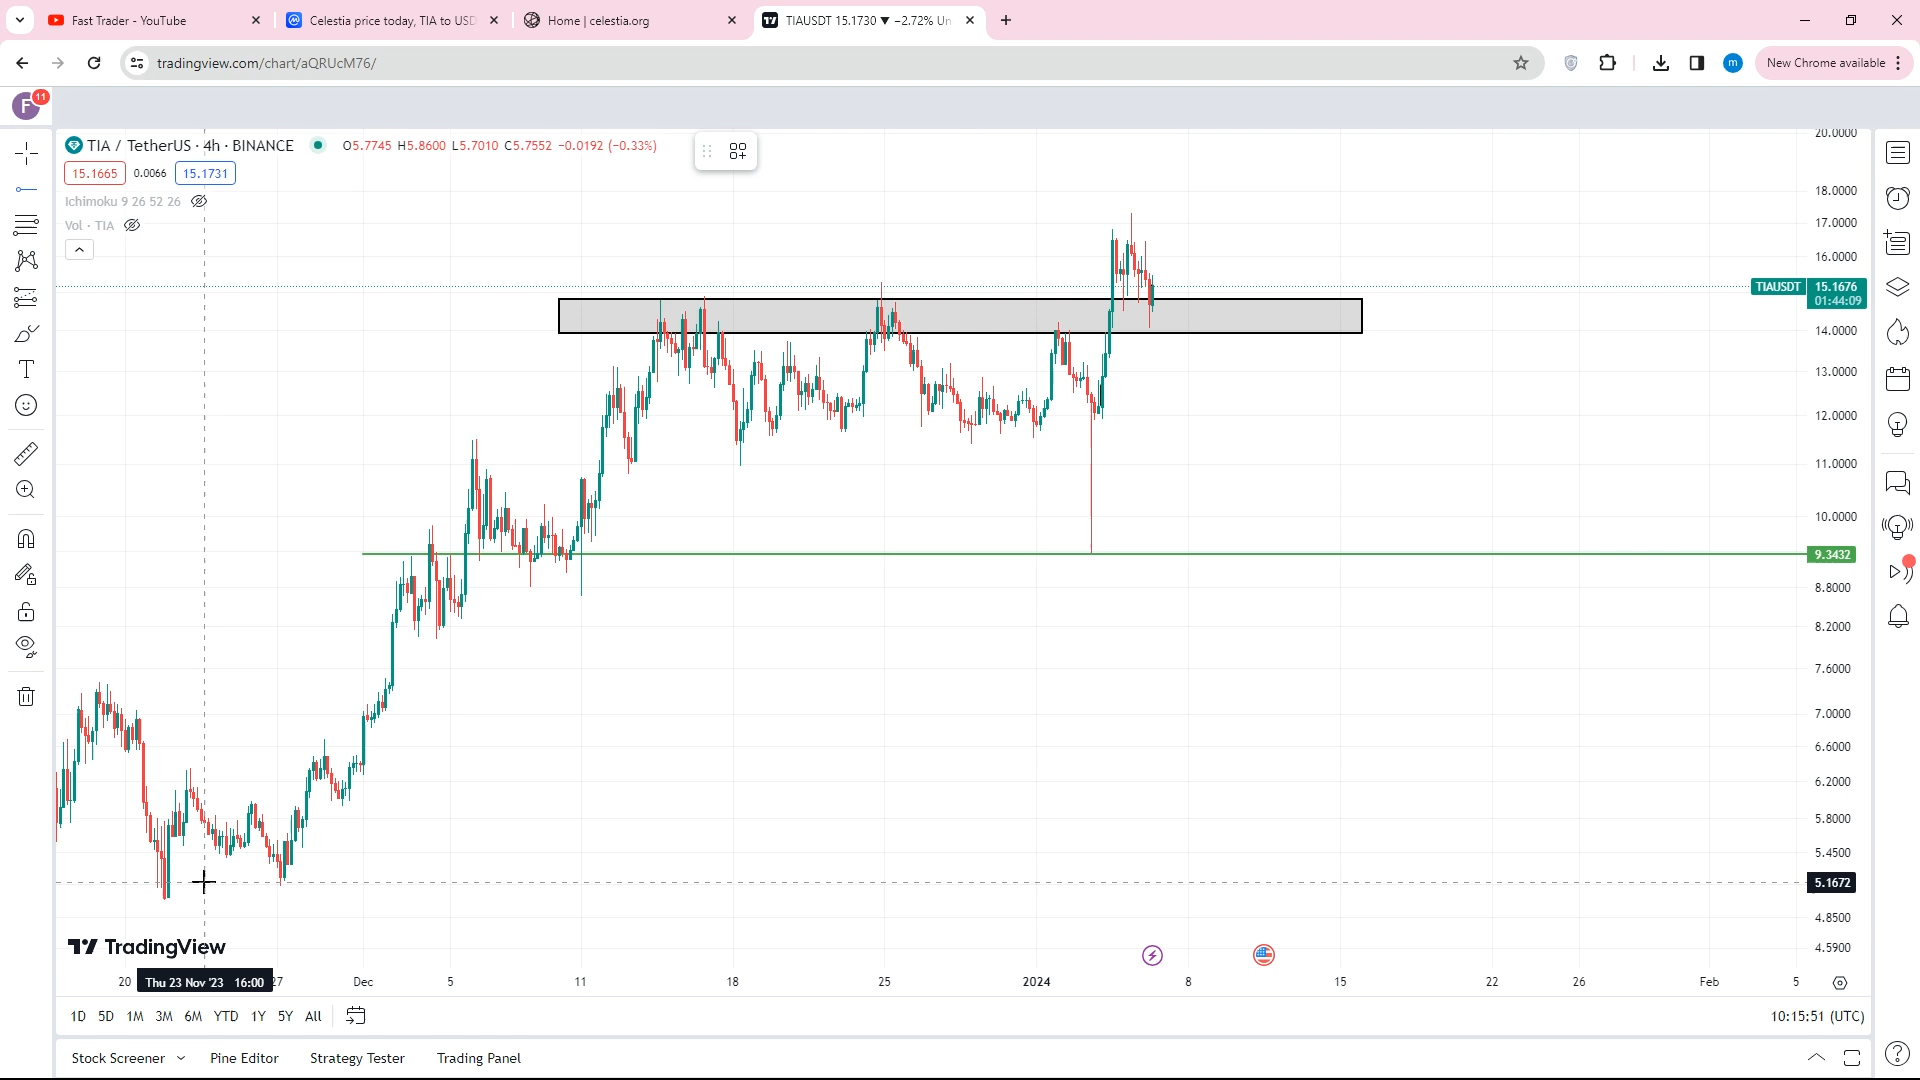 Fast Trader - YouTube
Celestia price today, TIA to USD
Home | celestia.org
TIAUSDT 15.1730 ▼ −2.72% Un
tradingview.com/chart/aQRUcM76/
m
New Chrome available
F
11
TIA / TetherUS · 4h · BINANCE
O5.7745 H5.8600 L5.7010 C5.7552 −0.0192 (−0.33%)
15.1665 0.0066 15.1731
Ichimoku 9 26 52 26
Vol · TIA
20.0000
18.0000
17.0000
16.0000
TIAUSDT 15.1676
01:44:09
14.0000
13.0000
12.0000
11.0000
10.0000
9.3432
8.8000
8.2000
7.6000
7.0000
6.6000
6.2000
5.8000
5.4500
5.1672
4.8500
4.5900
TradingView
20 Thu 23 Nov '23 16:00 27 Dec 5 11 18 25 2024 8 15 22 26 Feb 5
1D 5D 1M 3M 6M YTD 1Y 5Y All
10:15:51 (UTC)
Stock Screener Pine Editor Strategy Tester Trading Panel